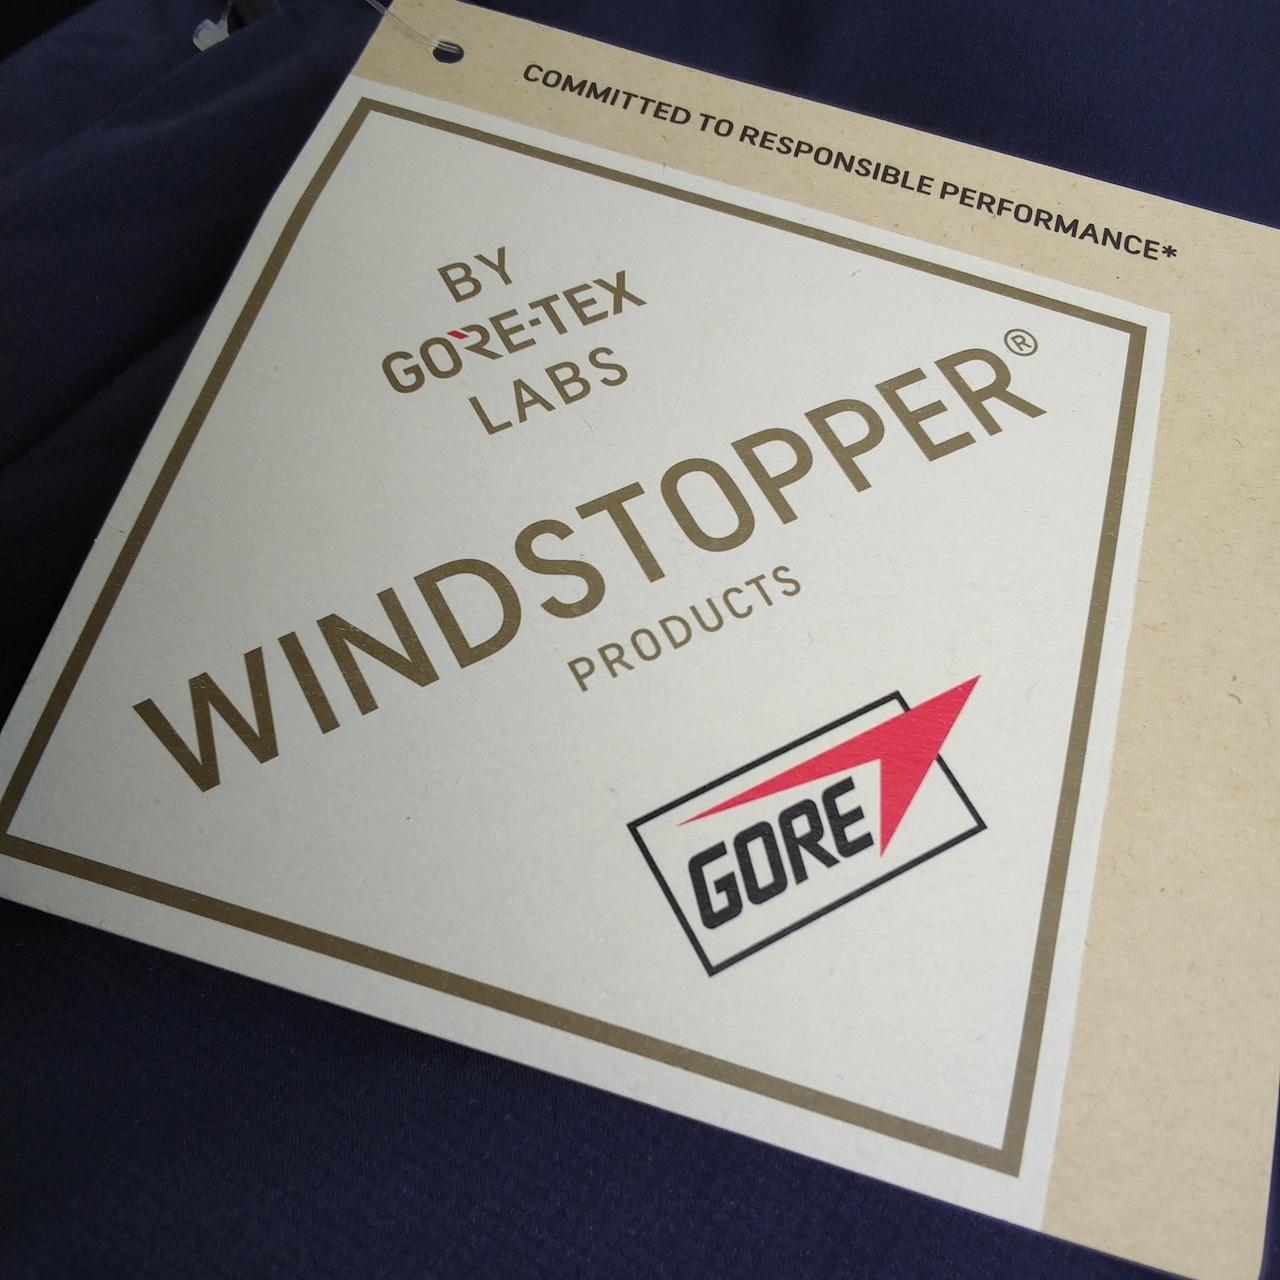 COMMITTED TO RESPONSIBLE PERFORMANCE*
BY
GORE-TEX
LABS
WINDSTOPPER®
PRODUCTS
GORE